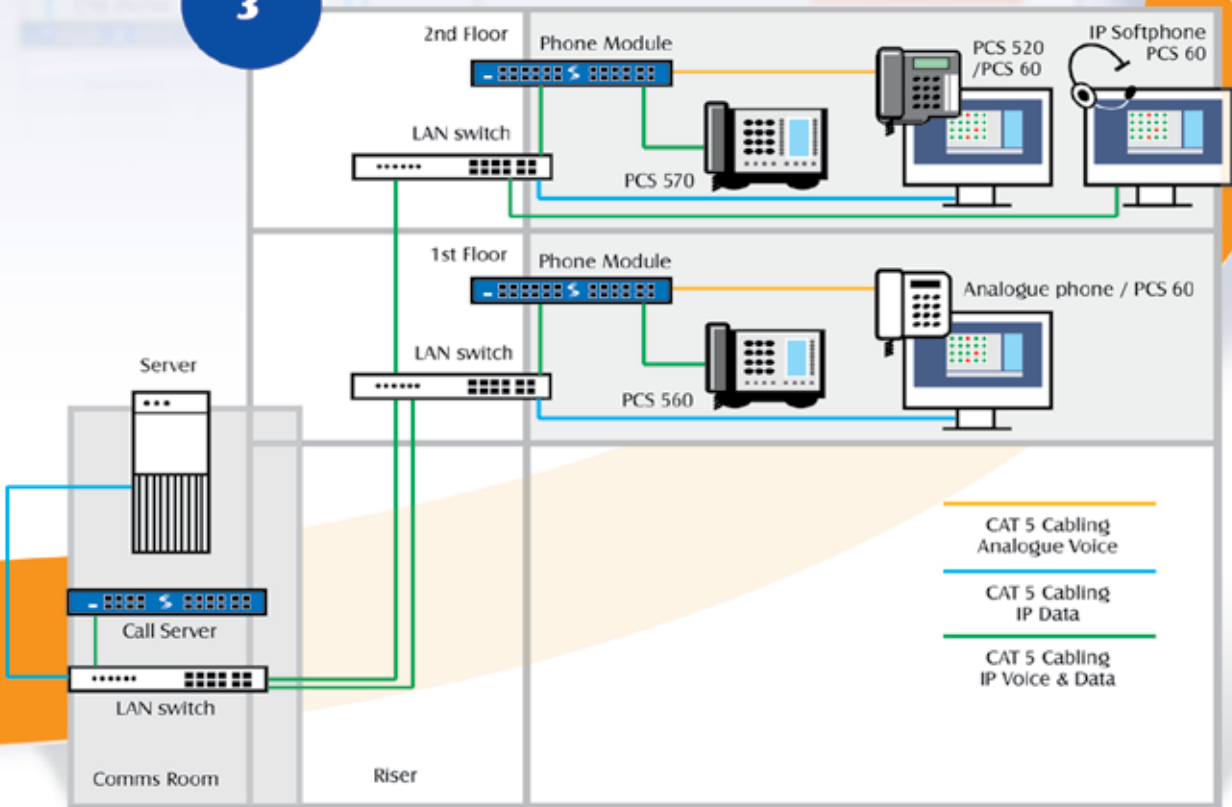 3
2nd Floor
Phone Module
PCS 520
/PCS 60
IP Softphone
PCS 60
LAN switch
PCS 570
1st Floor
Phone Module
Analogue phone / PCS 60
LAN switch
PCS 560
Server
Call Server
LAN switch
Comms Room
Riser
CAT 5 Cabling
Analogue Voice
CAT 5 Cabling
IP Data
CAT 5 Cabling
IP Voice & Data